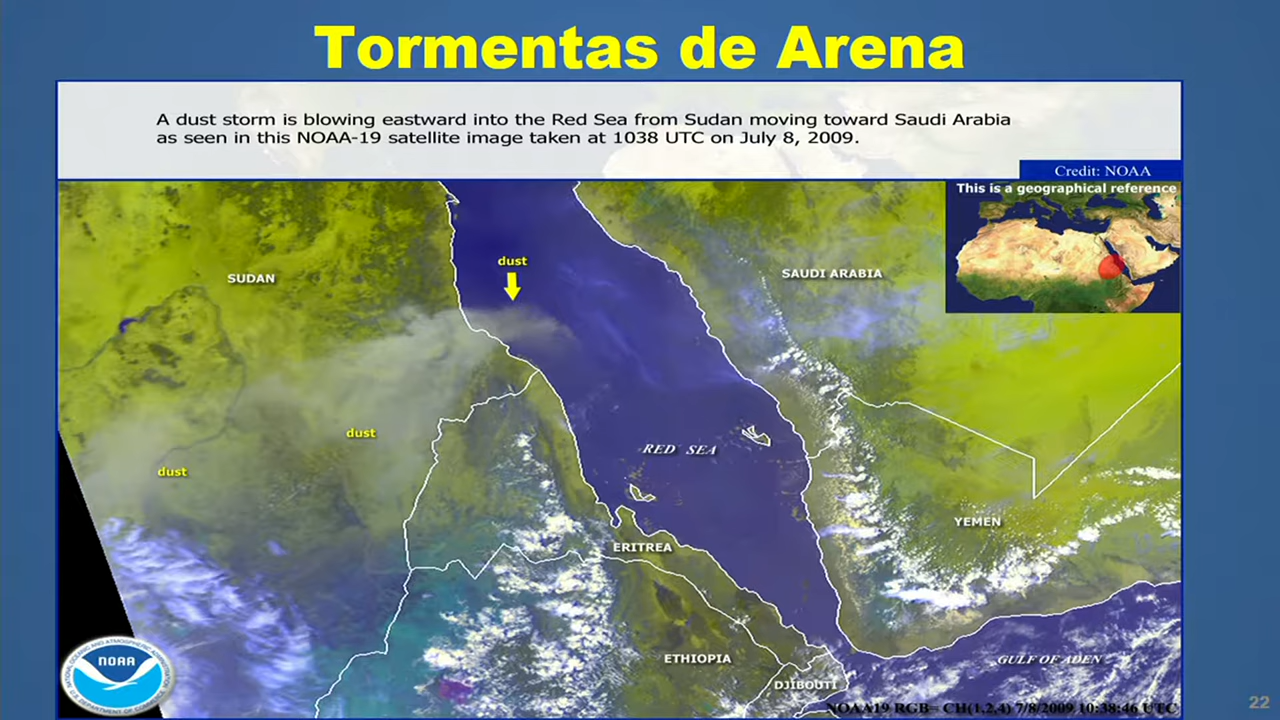 Tormentas de Arena
A dust storm is blowing eastward into the Red Sea from Sudan moving toward Saudi Arabia
as seen in this NOAA-19 satellite image taken at 1038 UTC on July 8, 2009.
Credit: NOAA
This is a geographical reference
dust
SUDAN
SAUDI ARABIA
dust
RED SEA
dust
YEMEN
ERITREA
ETHIOPIA
GULF OF ADEN
DJIBOUTI
NOAA
NOAA19 RGB= CH(1,2,4) 7/8/2009 10:38:46 UTC
22